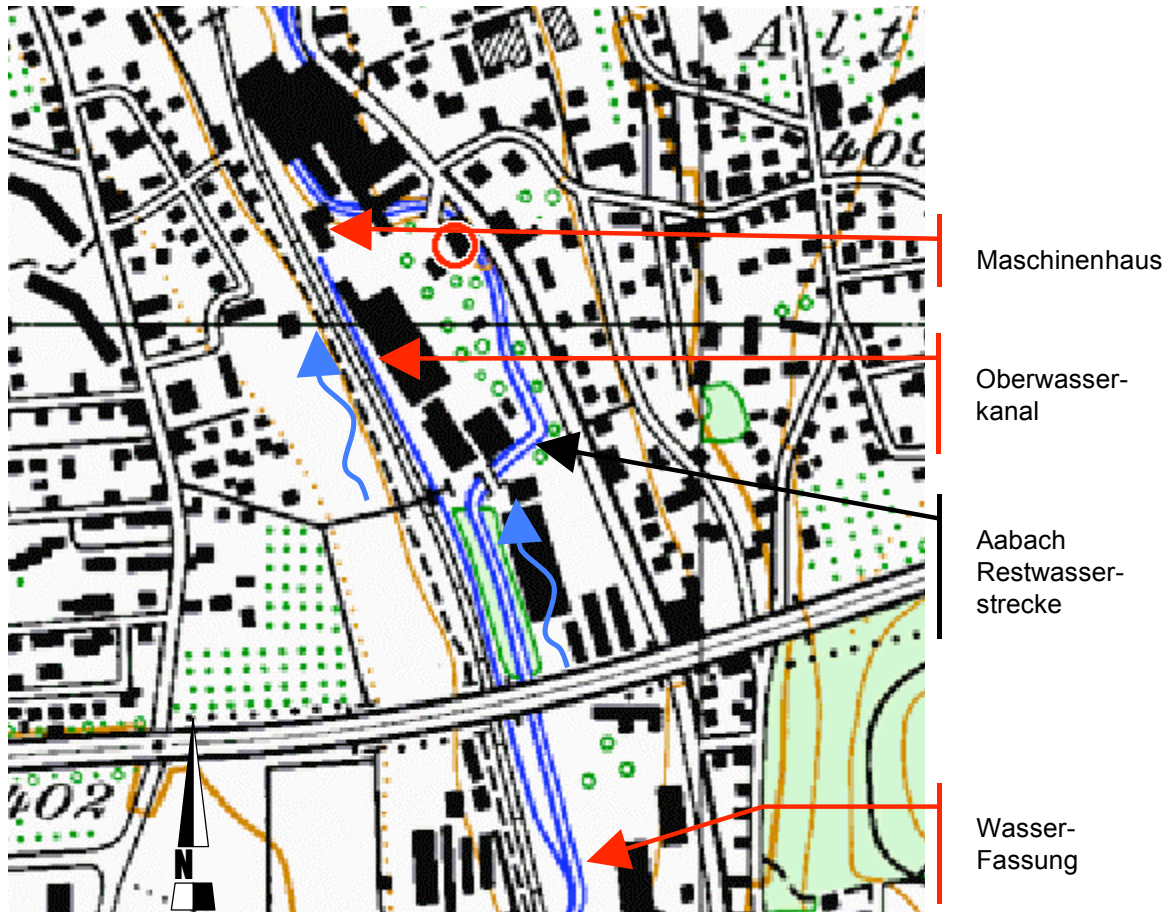 Alt
409
Maschinenhaus
Oberwasser-
kanal
Aabach
Restwasser-
strecke
402
N
Wasser-
Fassung